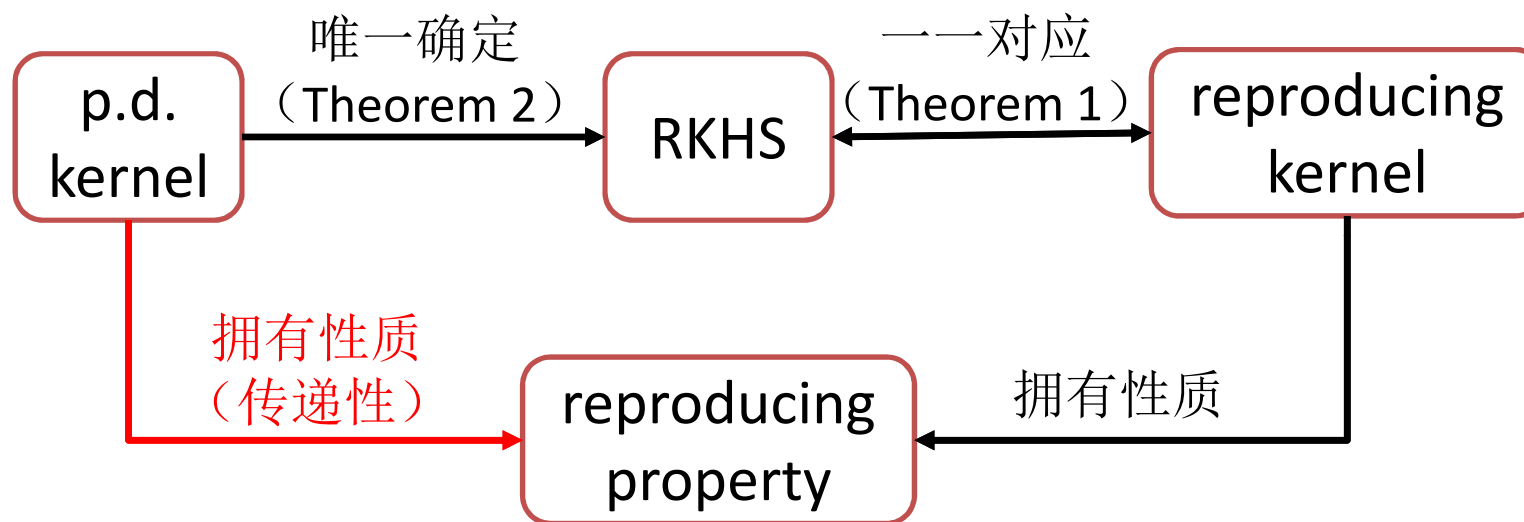 唯一确定
（Theorem 2）
一一对应
（Theorem 1）
p.d.
kernel
RKHS
reproducing
kernel
拥有性质
（传递性）
reproducing
property
拥有性质